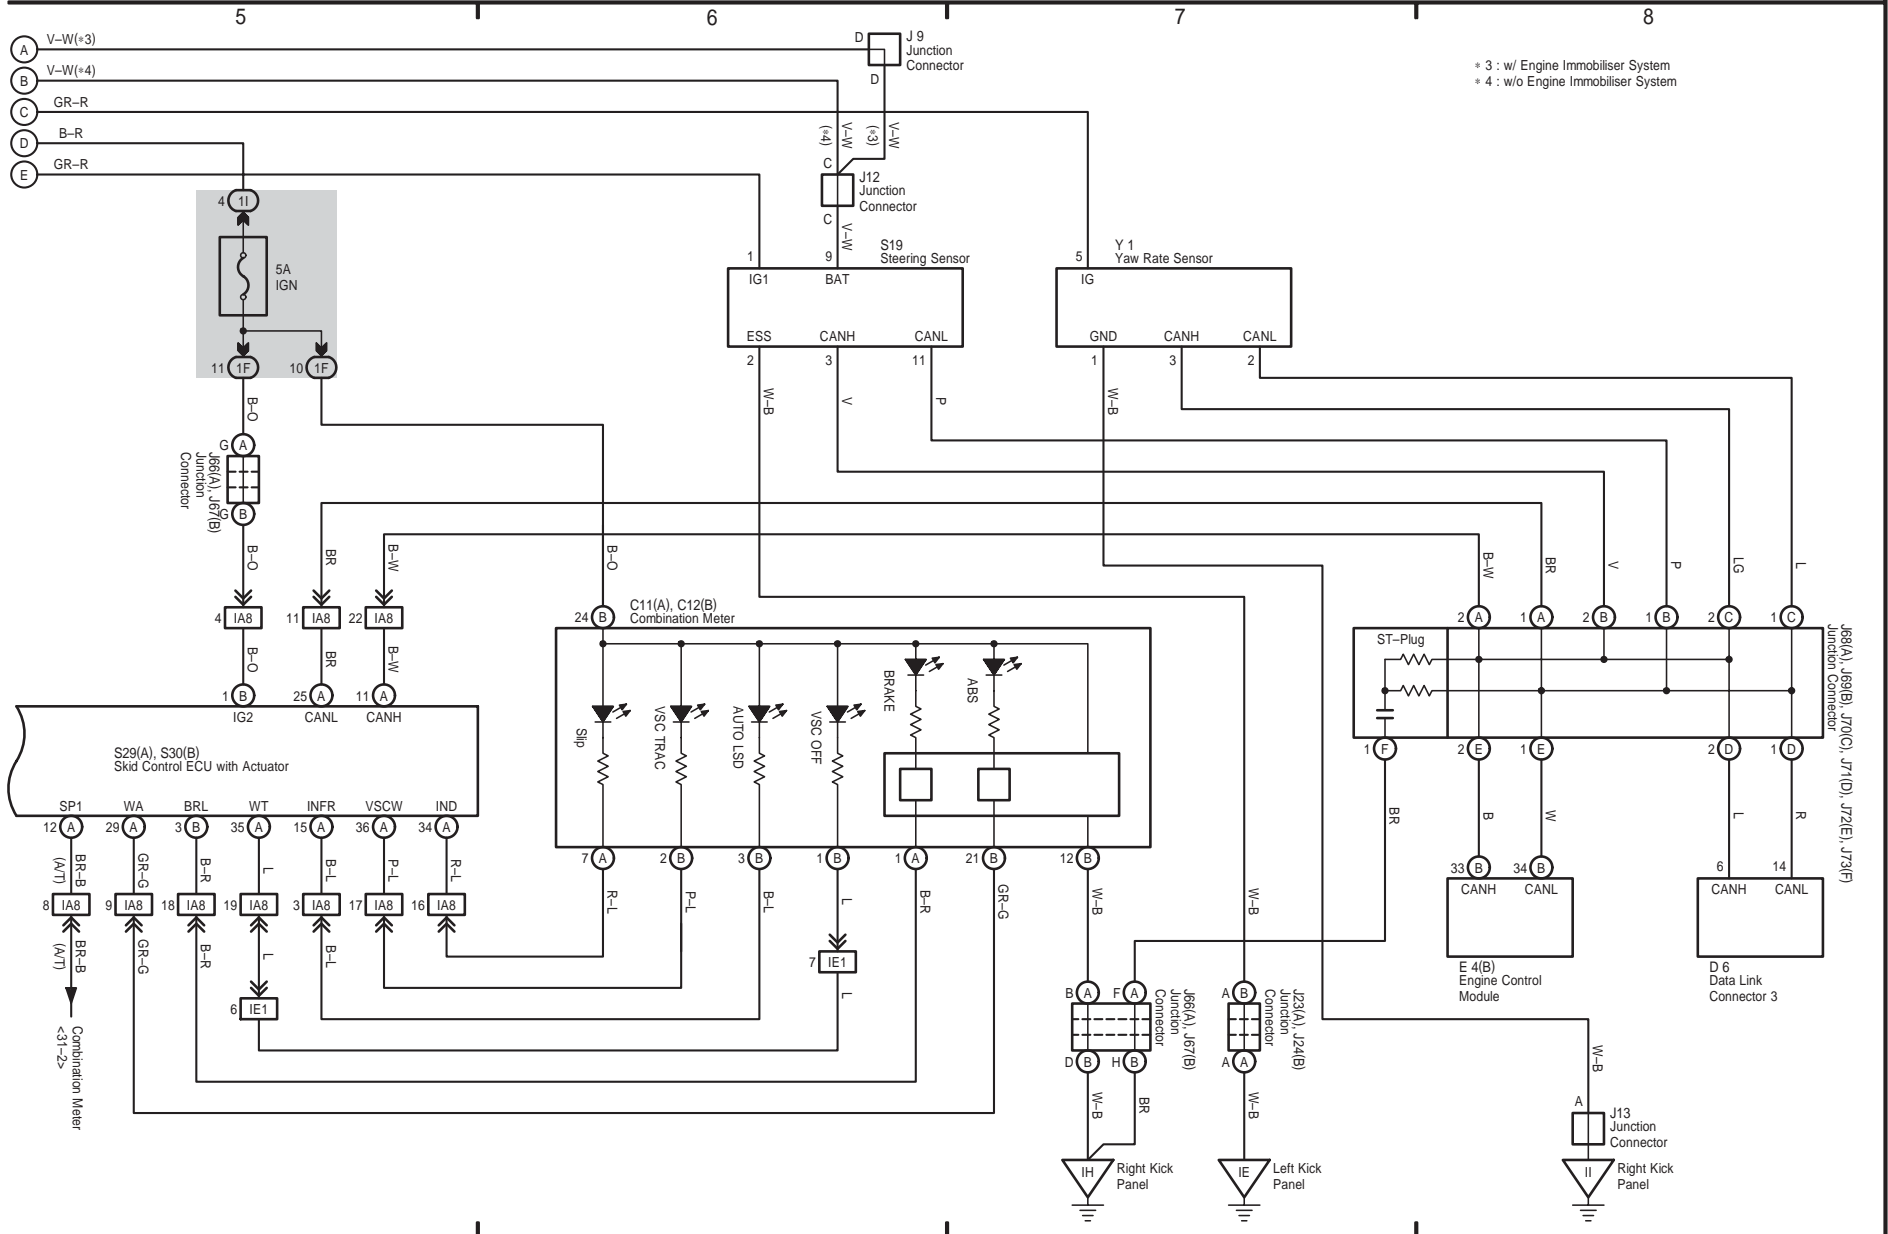 5
6
7
8
A
V–W(*3)
B
V–W(*4)
C
GR–R
D
B–R
E
GR–R
D
J 9
Junction
Connector
D
* 3 : w/ Engine Immobiliser System
* 4 : w/o Engine Immobiliser System
(*4)
V–W
(*3)
V–W
C
J12
Junction
Connector
C
V–W
4
1I
5A
IGN
11
1F
10
1F
S19
Steering Sensor
1
9
IG1
BAT
ESS
CANH
CANL
2
3
11
Y 1
Yaw Rate Sensor
5
IG
GND
CANH
CANL
1
3
2
B–O
W–B
V
P
W–B
G
A
J66(A), J67(B)
Junction
Connector
G
B
B–O
BR
B–W
B–O
B–W
BR
V
P
LG
L
4
IA8
11
IA8
22
IA8
B–O
BR
B–W
1
B
25
A
11
A
IG2
CANL
CANH
S29(A), S30(B)
Skid Control ECU with Actuator
SP1
WA
BRL
WT
INFR
VSCW
IND
12
A
29
A
3
B
35
A
15
A
36
A
34
A
(A/T)
BR–B
GR–G
B–R
L
B–L
P–L
R–L
8
IA8
9
IA8
18
IA8
19
IA8
3
IA8
17
IA8
16
IA8
(A/T)
BR–B
GR–G
B–R
L
B–L
6
IE1
Combination Meter
<31–2>
24
B
C11(A), C12(B)
Combination Meter
Slip
VSC TRAC
AUTO LSD
VSC OFF
BRAKE
ABS
7
A
2
B
3
B
1
B
1
A
21
B
12
B
R–L
P–L
B–L
L
B–R
GR–G
W–B
W–B
7
IE1
L
2
A
1
A
2
B
1
B
2
C
1
C
ST–Plug
J68(A), J69(B), J70(C), J71(D), J72(E), J73(F)
Junction Connector
1
F
2
E
1
E
2
D
1
D
BR
B
W
L
R
33
B
34
B
6
14
CANH
CANL
CANH
CANL
E 4(B)
Engine Control
Module
D 6
Data Link
Connector 3
B
A
F
A
J66(A), J67(B)
Junction
Connector
D
B
H
B
A
B
J23(A), J24(B)
Junction
Connector
A
A
W–B
BR
W–B
W–B
A
J13
Junction
Connector
IH
Right Kick
Panel
IE
Left Kick
Panel
II
Right Kick
Panel